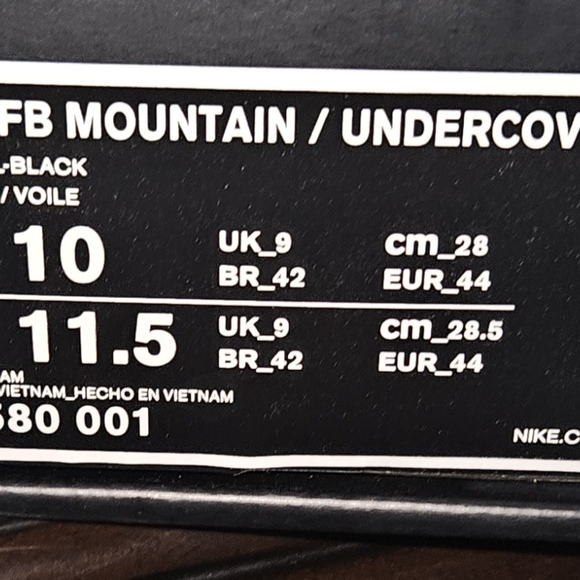 FB MOUNTAIN / UNDERCOV
-BLACK
/ VOILE
10 UK_9 cm_28
BR_42 EUR_44
11.5 UK_9 cm_28.5
BR_42 EUR_44
AM
VIETNAM_HECHO EN VIETNAM
580 001
NIKE.C